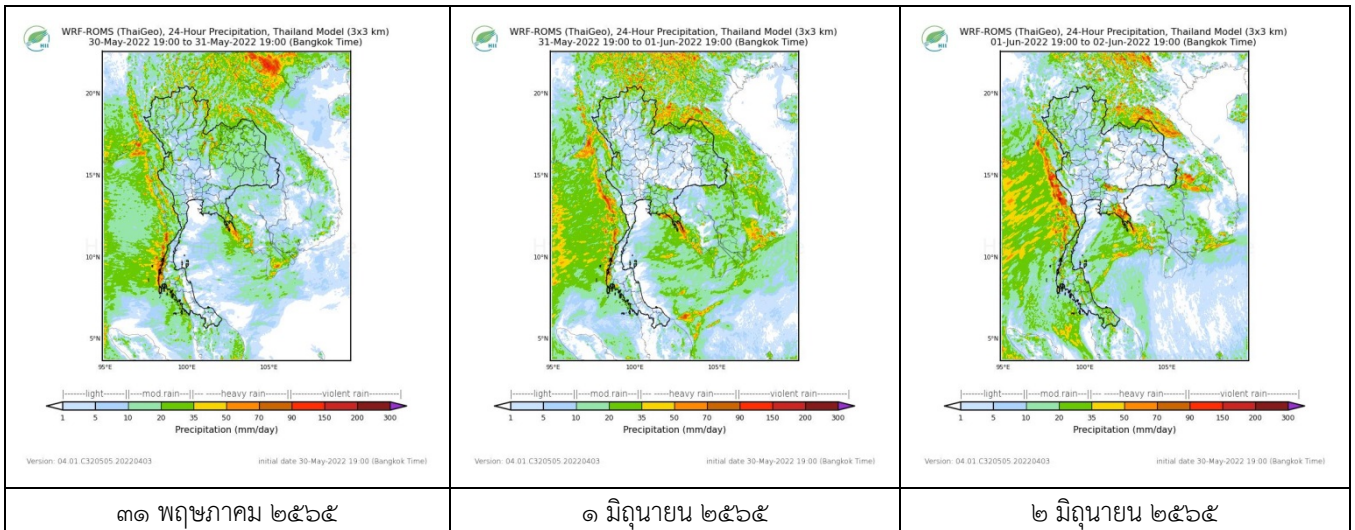 WRF-ROMS (ThaiGeo), 24-Hour Precipitation, Thailand Model (3x3 km)
30-May-2022 19:00 to 31-May-2022 19:00 (Bangkok Time)
20°N
15°N
10°N
5°N
95°E 100°E 105°E
|-------light------||---mod.rain---||--- ---heavy rain---- ---||---------violent rain---------|
1 5 10 20 35 50 70 90 150 200 300
Precipitation (mm/day)
Version: 04.01.C320505.20220403 initial date 30-May-2022 19:00 (Bangkok Time)
๓๑ พฤษภาคม ๒๕๖๕
WRF-ROMS (ThaiGeo), 24-Hour Precipitation, Thailand Model (3x3 km)
31-May-2022 19:00 to 01-Jun-2022 19:00 (Bangkok Time)
20°N
15°N
10°N
5°N
95°E 100°E 105°E
|-------light------||---mod.rain---||--- ---heavy rain---- ---||---------violent rain---------|
1 5 10 20 35 50 70 90 150 200 300
Precipitation (mm/day)
Version: 04.01.C320505.20220403 initial date 30-May-2022 19:00 (Bangkok Time)
๑ มิถุนายน ๒๕๖๕
WRF-ROMS (ThaiGeo), 24-Hour Precipitation, Thailand Model (3x3 km)
01-Jun-2022 19:00 to 02-Jun-2022 19:00 (Bangkok Time)
20°N
15°N
10°N
5°N
95°E 100°E 105°E
|-------light------||---mod.rain---||--- ---heavy rain---- ---||---------violent rain---------|
1 5 10 20 35 50 70 90 150 200 300
Precipitation (mm/day)
Version: 04.01.C320505.20220403 initial date 30-May-2022 19:00 (Bangkok Time)
๒ มิถุนายน ๒๕๖๕